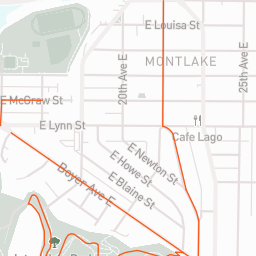 E Louisa St
20th Ave E
MONTLAKE
25th Ave E
E McGraw St
E Lynn St
Cafe Lago
E Newton St
E Howe St
E Blaine St
Boyer Ave E